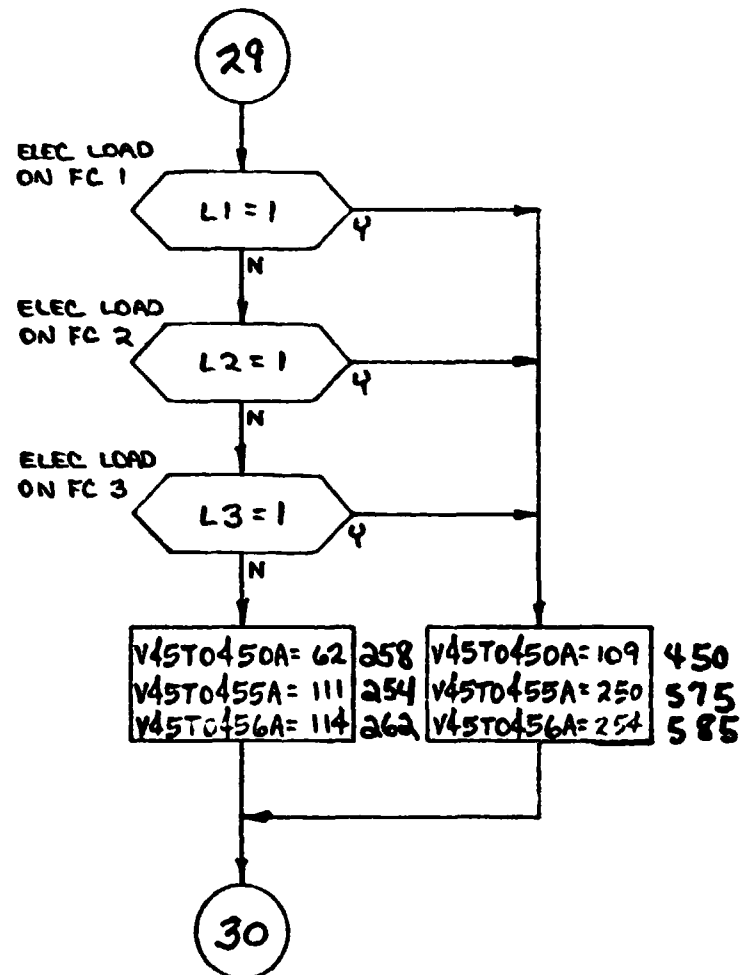 29
ELEC LOAD
ON FC 1
L1 = 1
Y
N
ELEC LOAD
ON FC 2
L2 = 1
Y
N
ELEC LOAD
ON FC 3
L3 = 1
Y
N
V45T0450A = 62 258
V45T0455A = 111 254
V45T0456A = 114 262
V45T0450A = 109 450
V45T0455A = 250 575
V45T0456A = 254 585
30